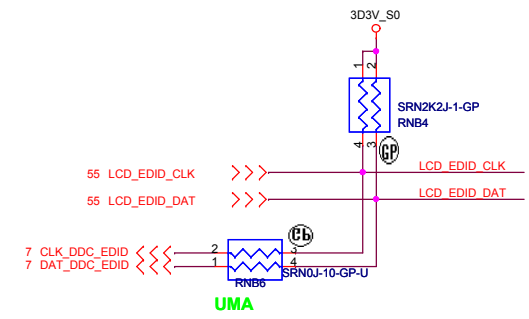 3D3V_S0
1 2
SRN2K2J-1-GP
RNB4
4 3
GP
55 LCD_EDID_CLK
LCD_EDID_CLK
55 LCD_EDID_DAT
LCD_EDID_DAT
Cb
7 CLK_DDC_EDID
2 3
7 DAT_DDC_EDID
1 4
SRN0J-10-GP-U
RNB6
UMA